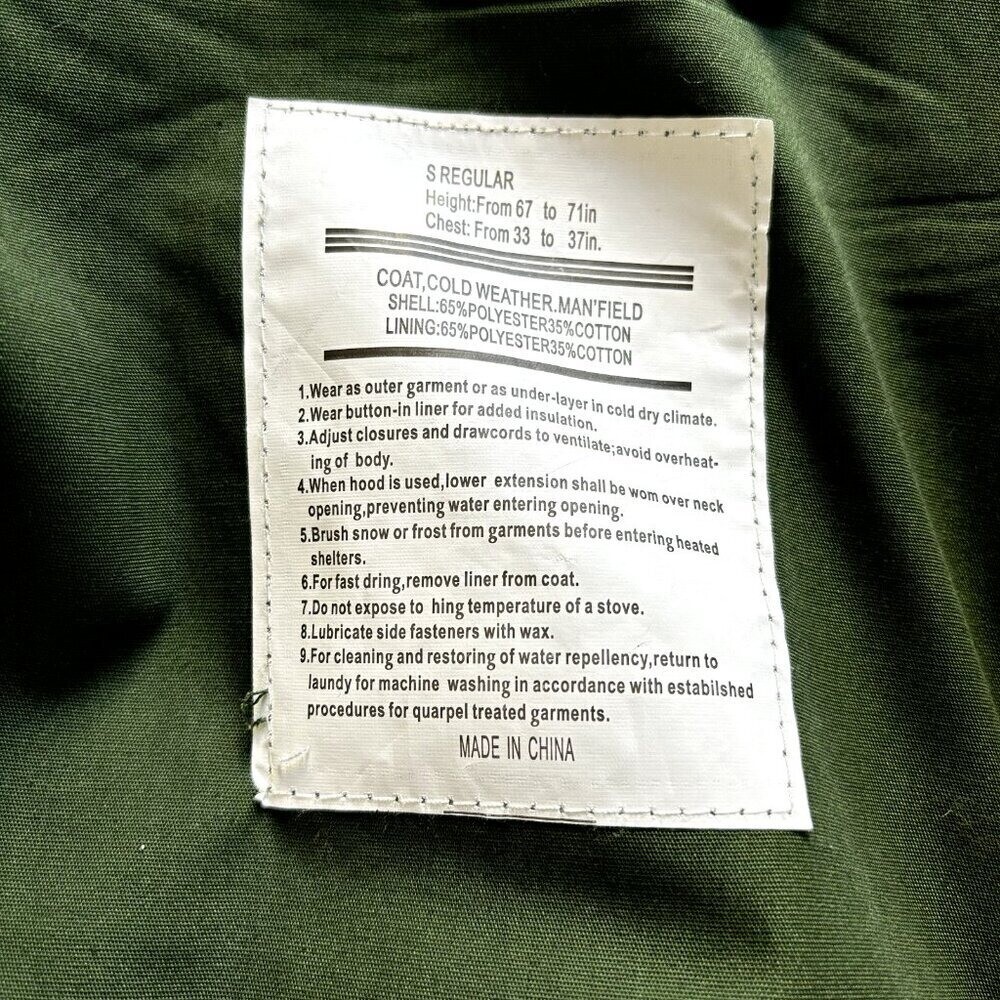 S REGULAR
Height:From 67 to 71in
Chest: From 33 to 37in.
COAT,COLD WEATHER.MAN'FIELD
SHELL:65%POLYESTER35%COTTON
LINING:65%POLYESTER35%COTTON
1.Wear as outer garment or as under-layer in cold dry climate.
2.Wear button-in liner for added insulation.
3.Adjust closures and drawcords to ventilate;avoid overheat-
ing of body.
4.When hood is used,lower extension shall be wom over neck
opening,preventing water entering opening.
5.Brush snow or frost from garments before entering heated
shelters.
6.For fast dring,remove liner from coat.
7.Do not expose to hing temperature of a stove.
8.Lubricate side fasteners with wax.
9.For cleaning and restoring of water repellency,return to
laundy for machine washing in accordance with estabilshed
procedures for quarpel treated garments.
MADE IN CHINA